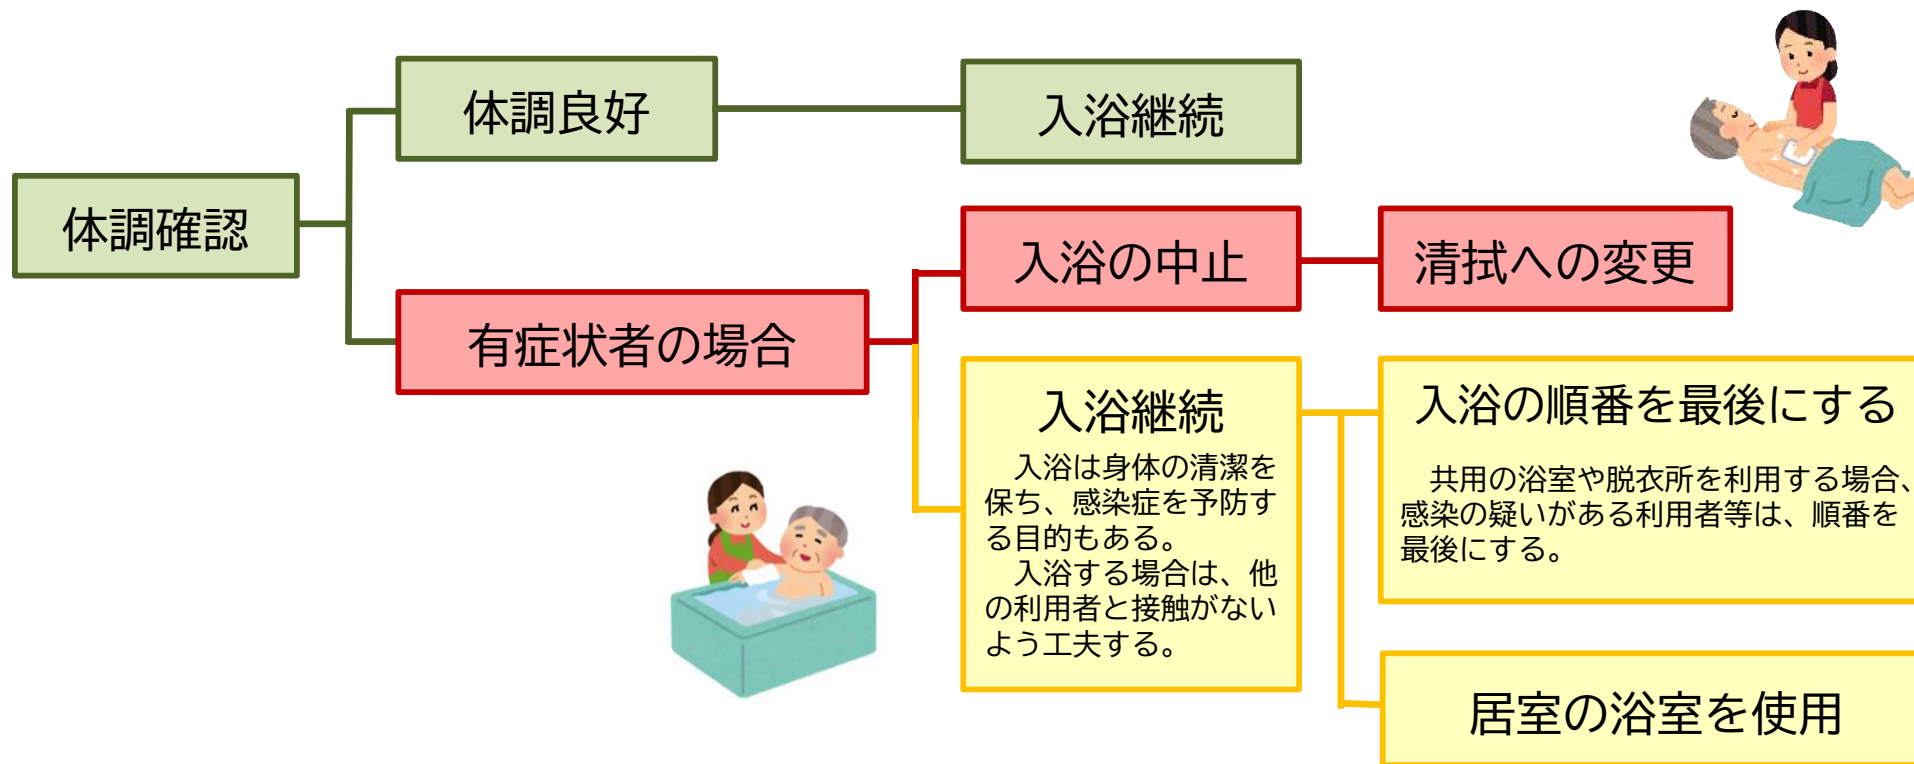 体調確認
体調良好
入浴継続
有症状者の場合
入浴の中止
清拭への変更
入浴継続
　入浴は身体の清潔を
保ち、感染症を予防す
る目的もある。
　入浴する場合は、他
の利用者と接触がない
よう工夫する。
入浴の順番を最後にする
　共用の浴室や脱衣所を利用する場合、
感染の疑いがある利用者等は、順番を
最後にする。
居室の浴室を使用